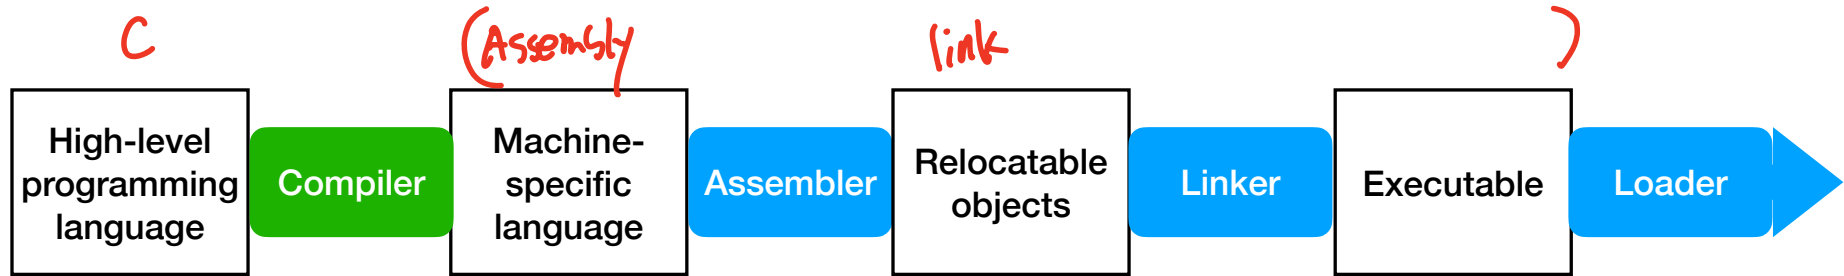 C
(Assembly
link
)
High-level
programming
language
Compiler
Machine-
specific
language
Assembler
Relocatable
objects
Linker
Executable
Loader